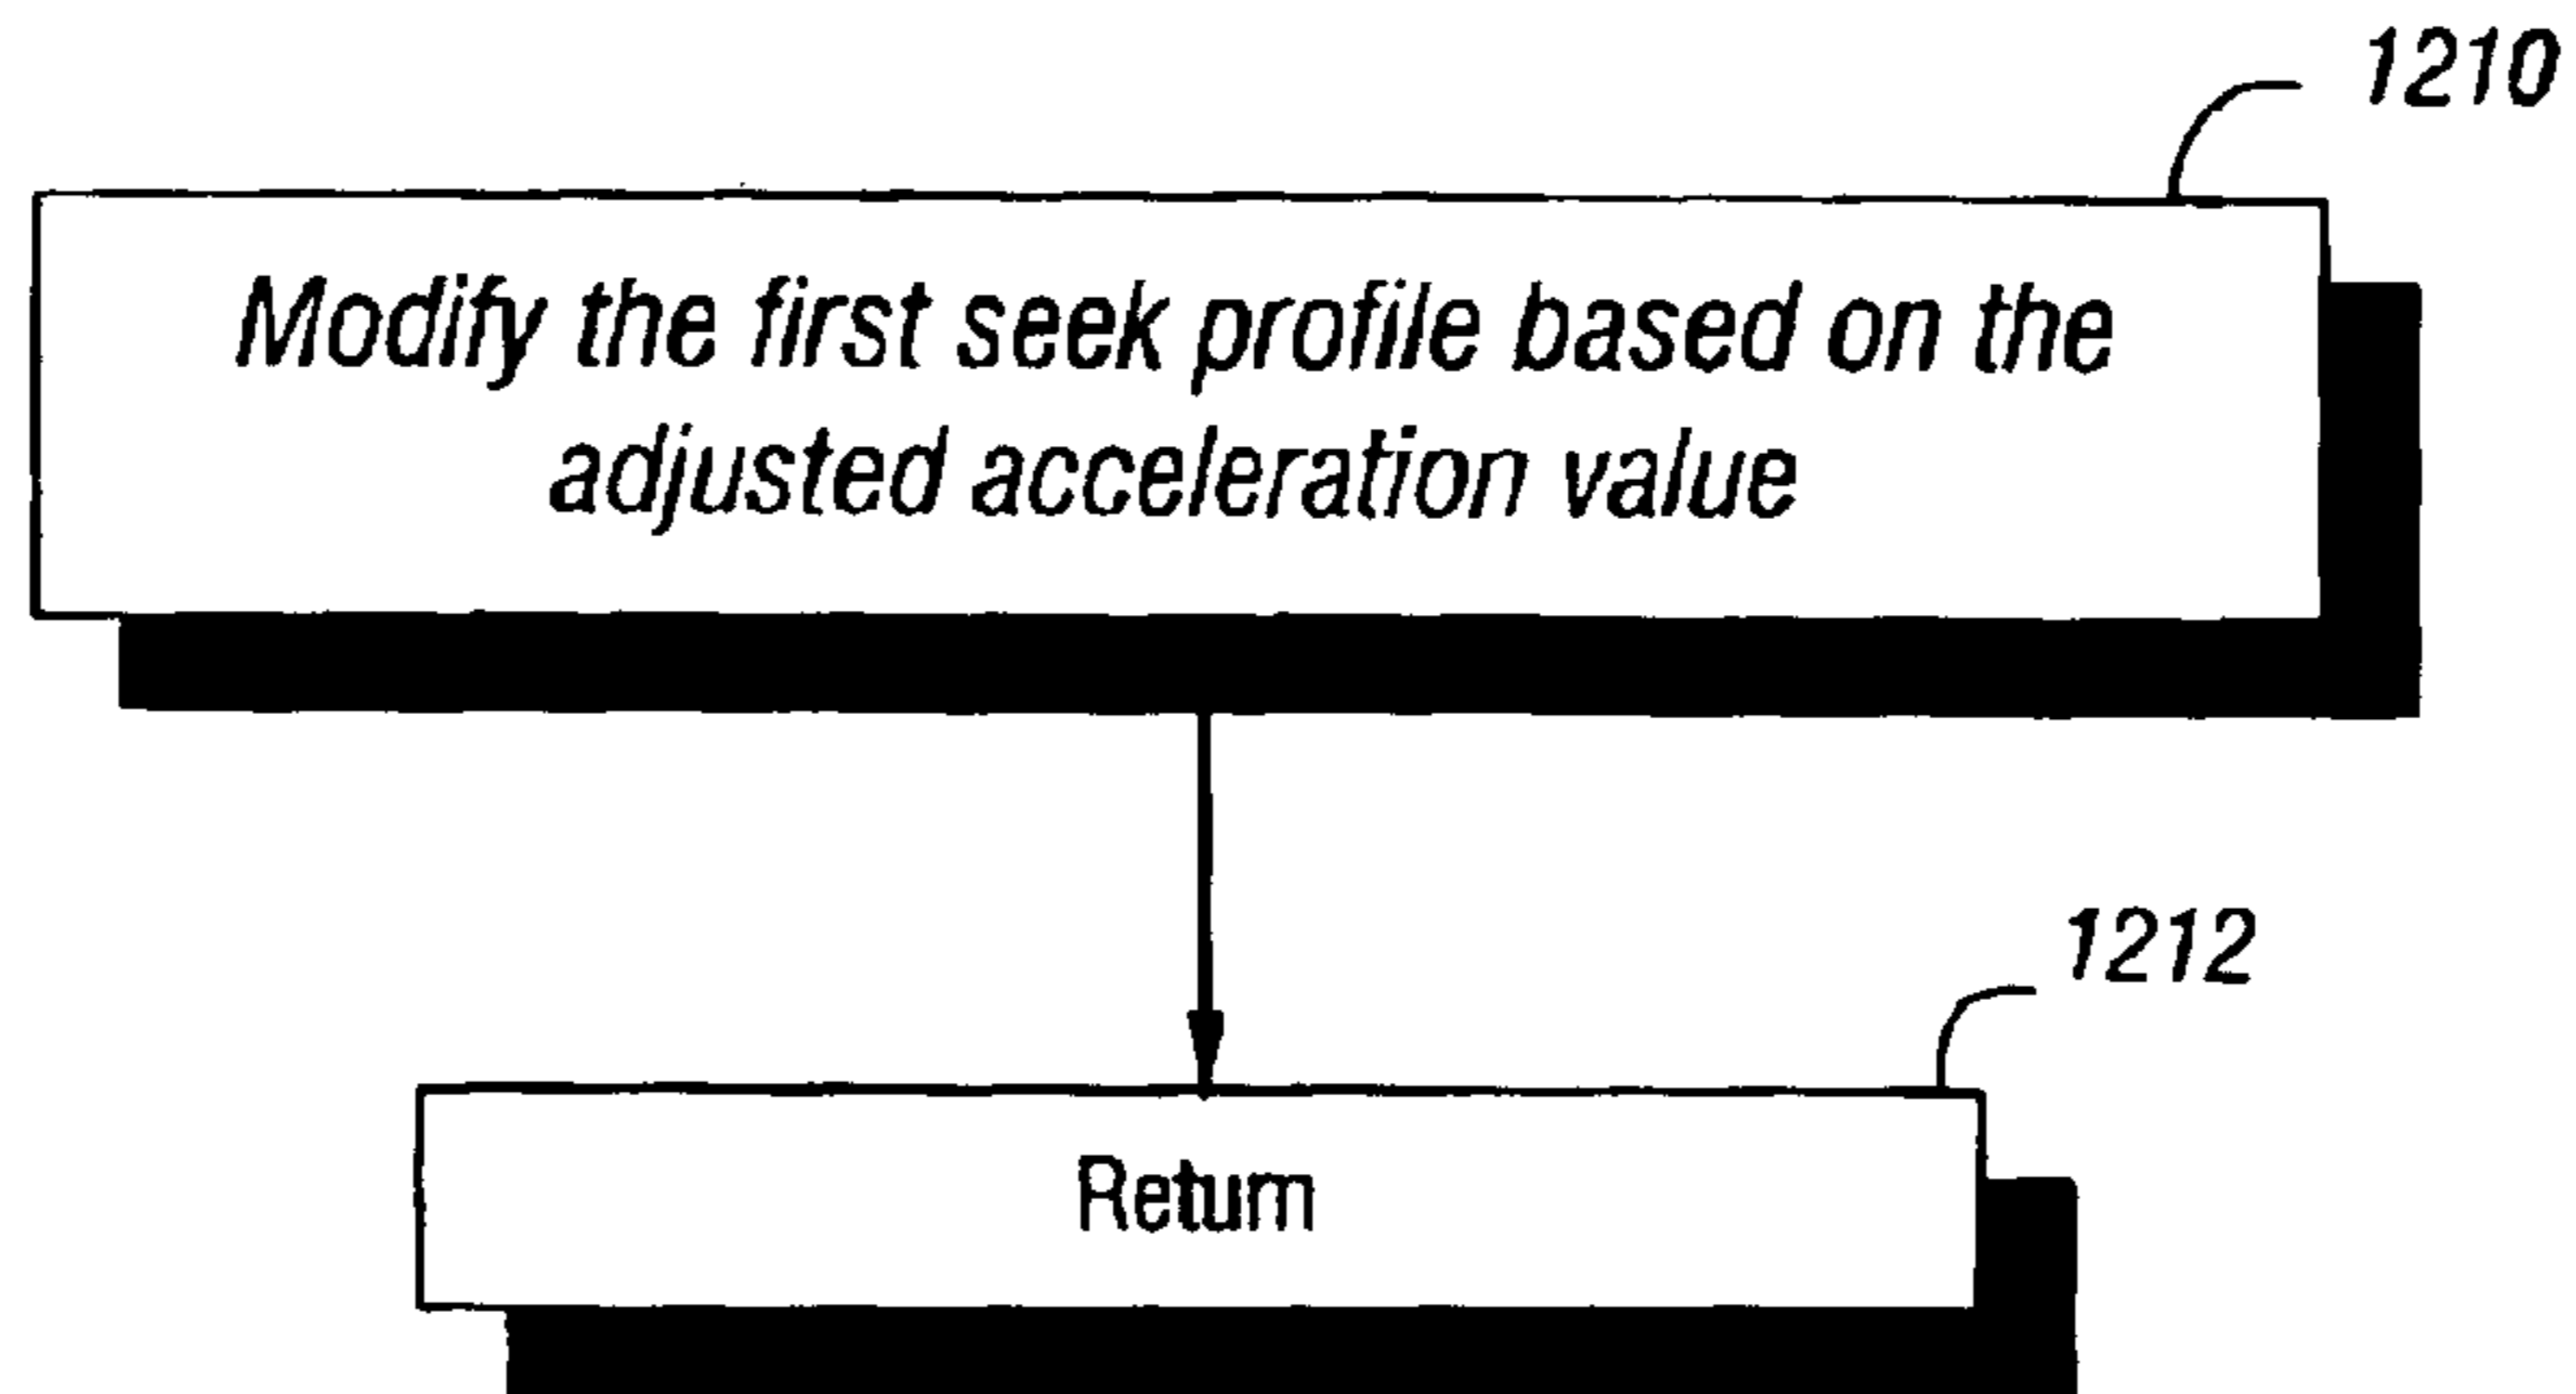 1210
Modify the first seek profile based on the
adjusted acceleration value
1212
Return